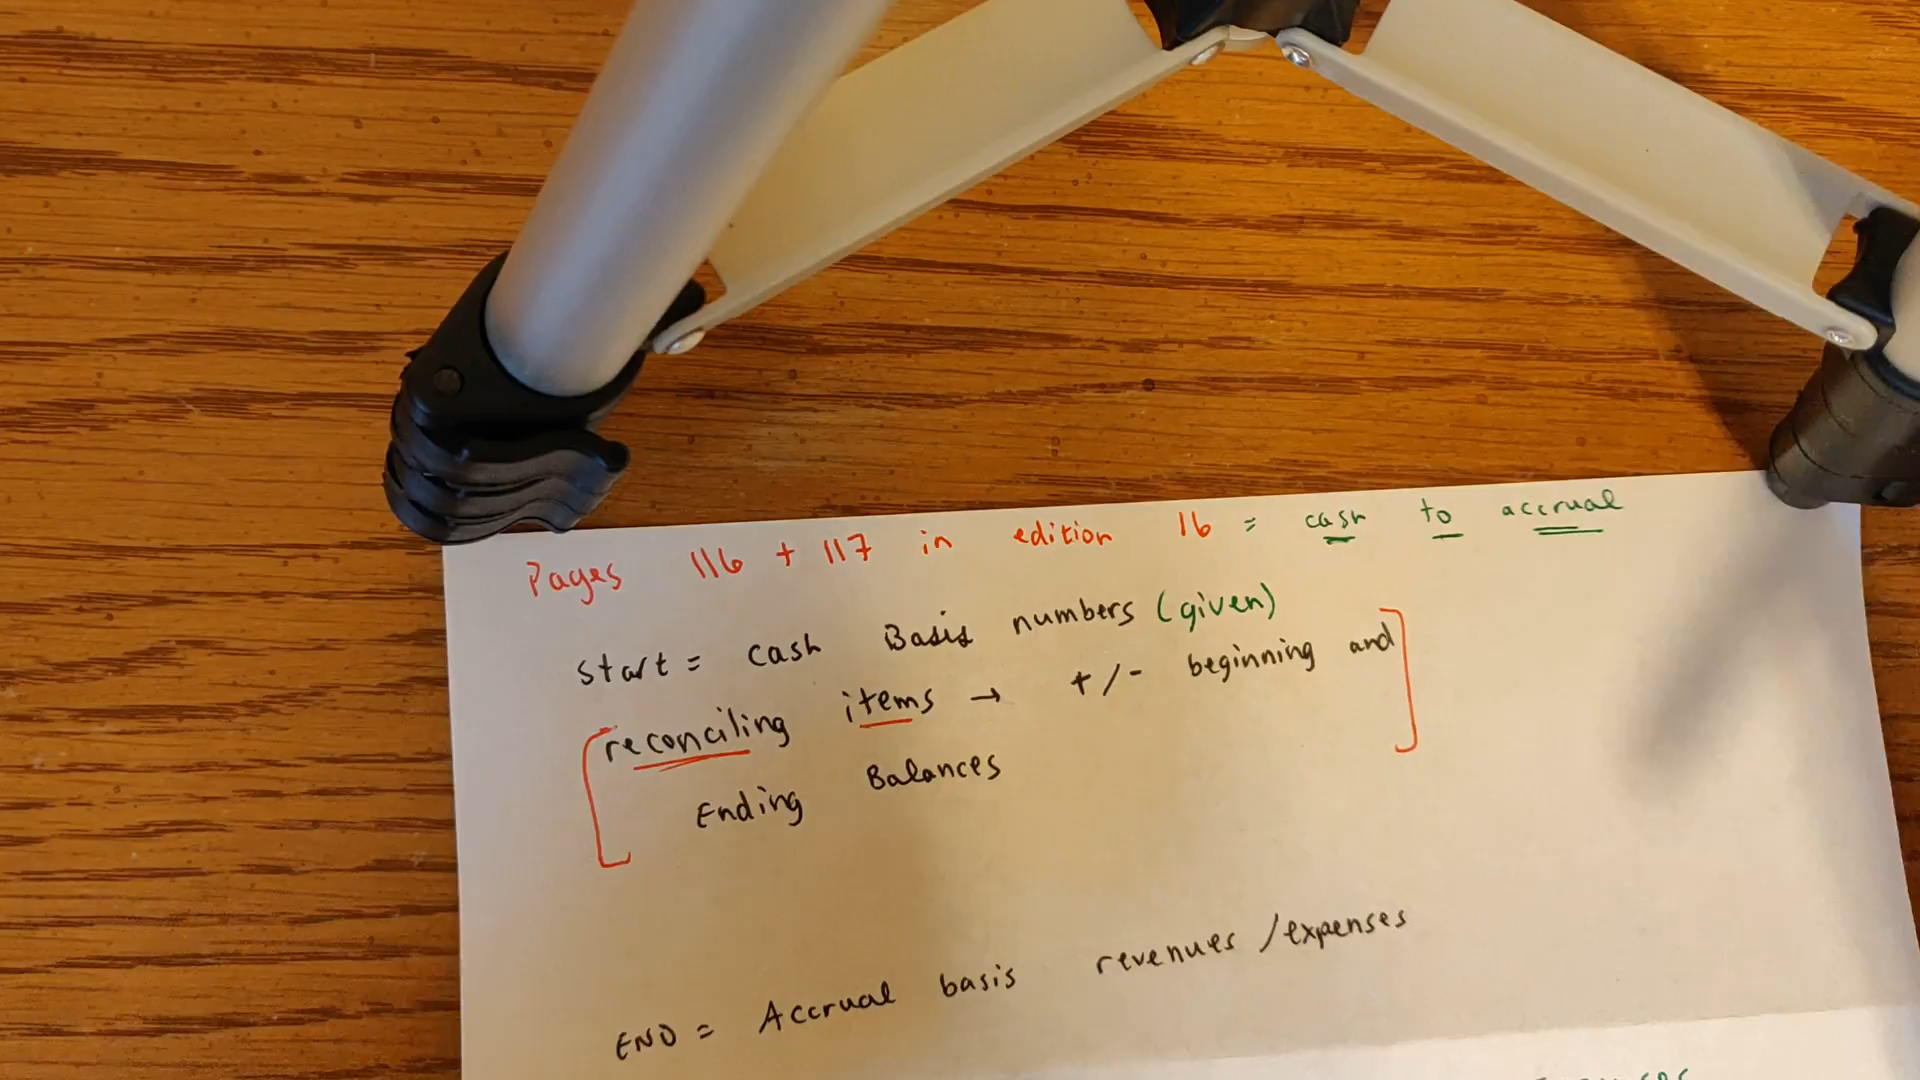 Pages 116 + 117 in edition 16 = cash to accrual
start = cash Basis numbers (given)
reconciling items → +/- beginning and
Ending Balances
END = Accrual basis revenues/expenses